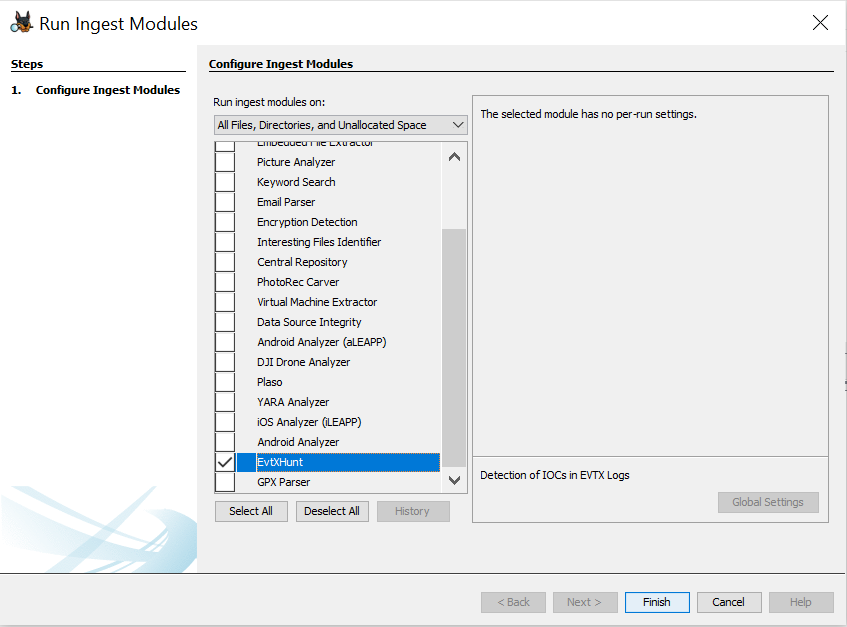 Run Ingest Modules
Steps
1. Configure Ingest Modules
Configure Ingest Modules
Run ingest modules on:
All Files, Directories, and Unallocated Space
Embedded File Extractor
Picture Analyzer
Keyword Search
Email Parser
Encryption Detection
Interesting Files Identifier
Central Repository
PhotoRec Carver
Virtual Machine Extractor
Data Source Integrity
Android Analyzer (aLEAPP)
DJI Drone Analyzer
Plaso
YARA Analyzer
iOS Analyzer (iLEAPP)
Android Analyzer
EvtXHunt
GPX Parser
Select All
Deselect All
History
The selected module has no per-run settings.
Detection of IOCs in EVTX Logs
Global Settings
< Back
Next >
Finish
Cancel
Help